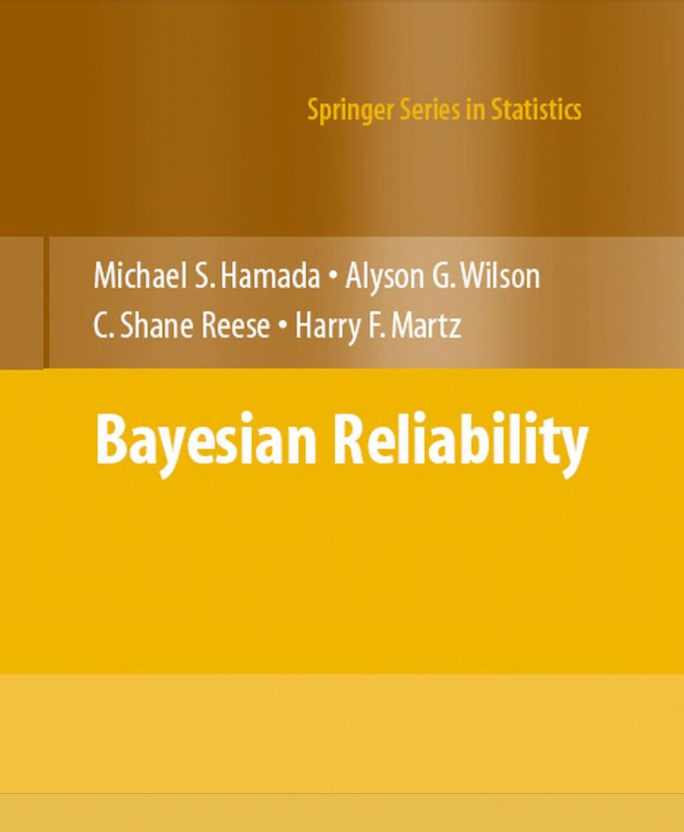 Springer Series in Statistics
Michael S. Hamada • Alyson G. Wilson
C. Shane Reese • Harry F. Martz
Bayesian Reliability